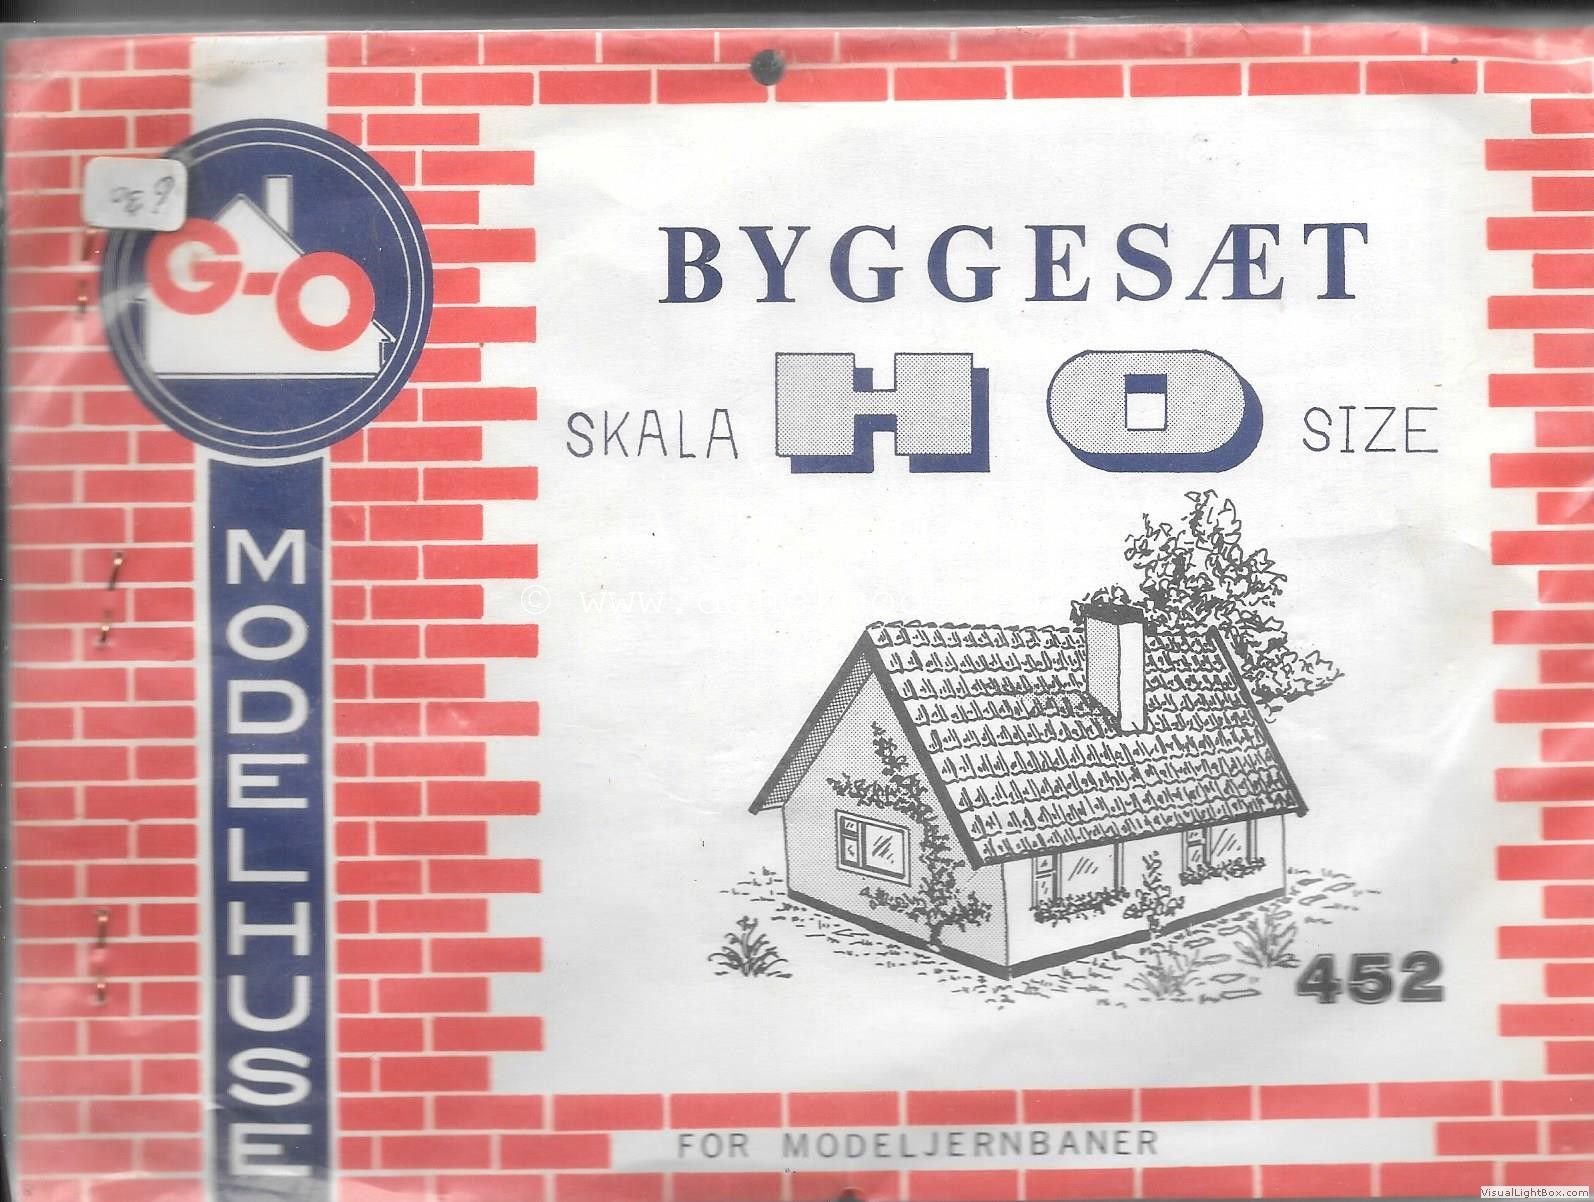 G-O
MODELHUSE
BYGGESÆT
SKALA HO SIZE
452
FOR MODELJERNBANER
VisualLightBox.com